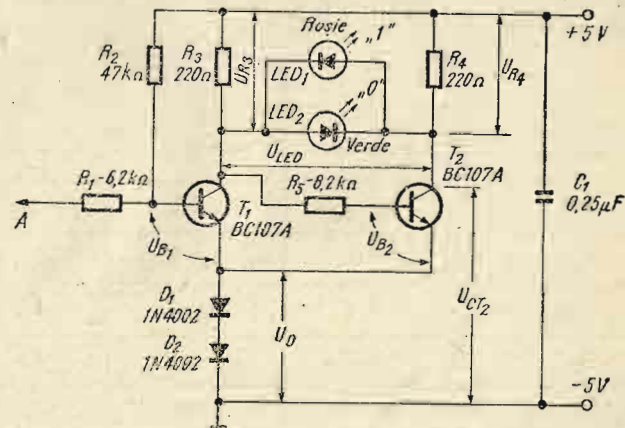 Rosie „1"
+5V
R2
47kΩ
R3
220Ω
UR3
LED1
LED2
„0"
Verde
R4
220Ω
UR4
ULED
T2
BC107A
R1-6,2kΩ
R5-8,2kΩ
C1
0,25µF
A
T1
BC107A
UB1
UB2
UCT2
D1
1N4002
UD
D2
1N4002
-5V